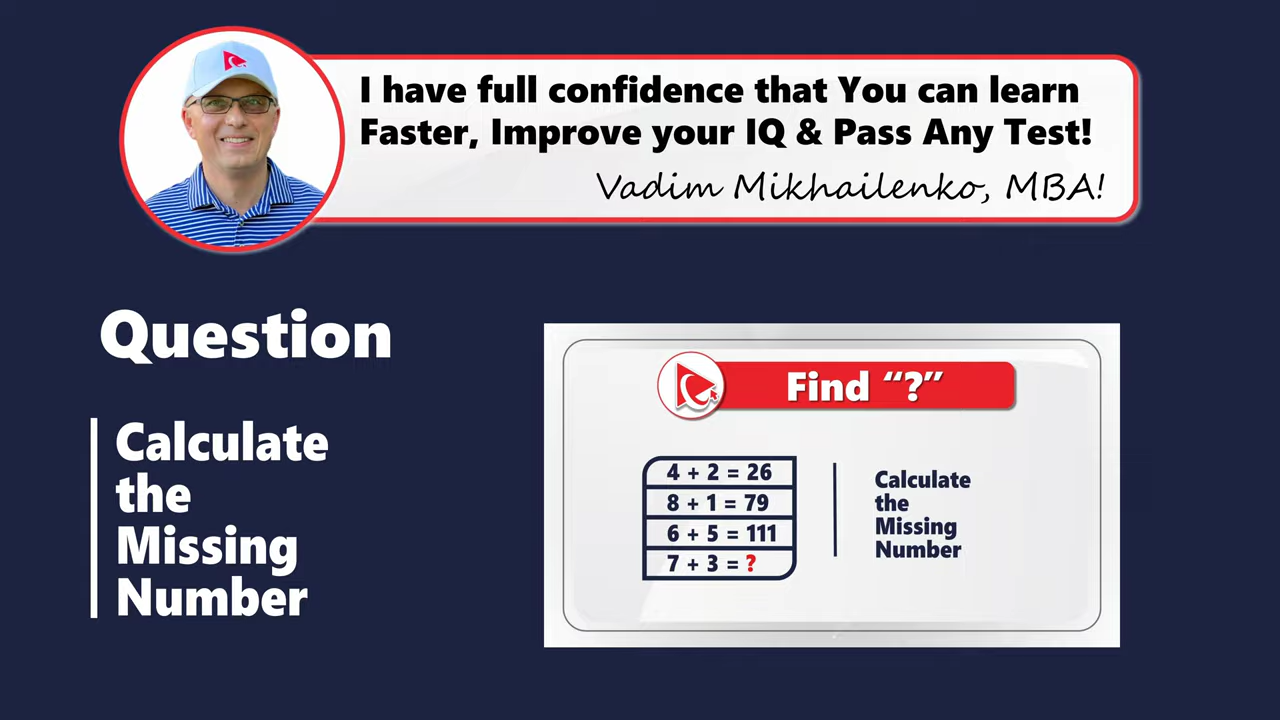 I have full confidence that You can learn
Faster, Improve your IQ & Pass Any Test!
Vadim Mikhailenko, MBA!
Question
Calculate
the
Missing
Number
Find “?”
4 + 2 = 26
8 + 1 = 79
6 + 5 = 111
7 + 3 = ?
Calculate
the
Missing
Number